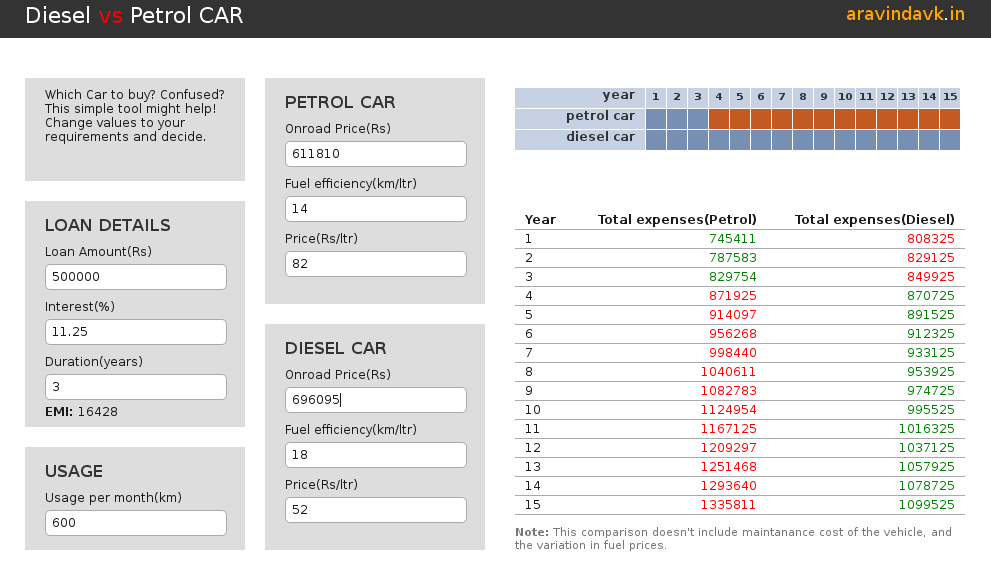 Diesel vs Petrol CAR
aravindavk.in
Which Car to buy? Confused?
This simple tool might help!
Change values to your
requirements and decide.
LOAN DETAILS
Loan Amount(Rs)
500000
Interest(%)
11.25
Duration(years)
3
EMI: 16428
USAGE
Usage per month(km)
600
PETROL CAR
Onroad Price(Rs)
611810
Fuel efficiency(km/ltr)
14
Price(Rs/ltr)
82
DIESEL CAR
Onroad Price(Rs)
696095
Fuel efficiency(km/ltr)
18
Price(Rs/ltr)
52
year 1 2 3 4 5 6 7 8 9 10 11 12 13 14 15
petrol car
diesel car
Year Total expenses(Petrol) Total expenses(Diesel)
1 745411 808325
2 787583 829125
3 829754 849925
4 871925 870725
5 914097 891525
6 956268 912325
7 998440 933125
8 1040611 953925
9 1082783 974725
10 1124954 995525
11 1167125 1016325
12 1209297 1037125
13 1251468 1057925
14 1293640 1078725
15 1335811 1099525
Note: This comparison doesn't include maintanance cost of the vehicle, and
the variation in fuel prices.